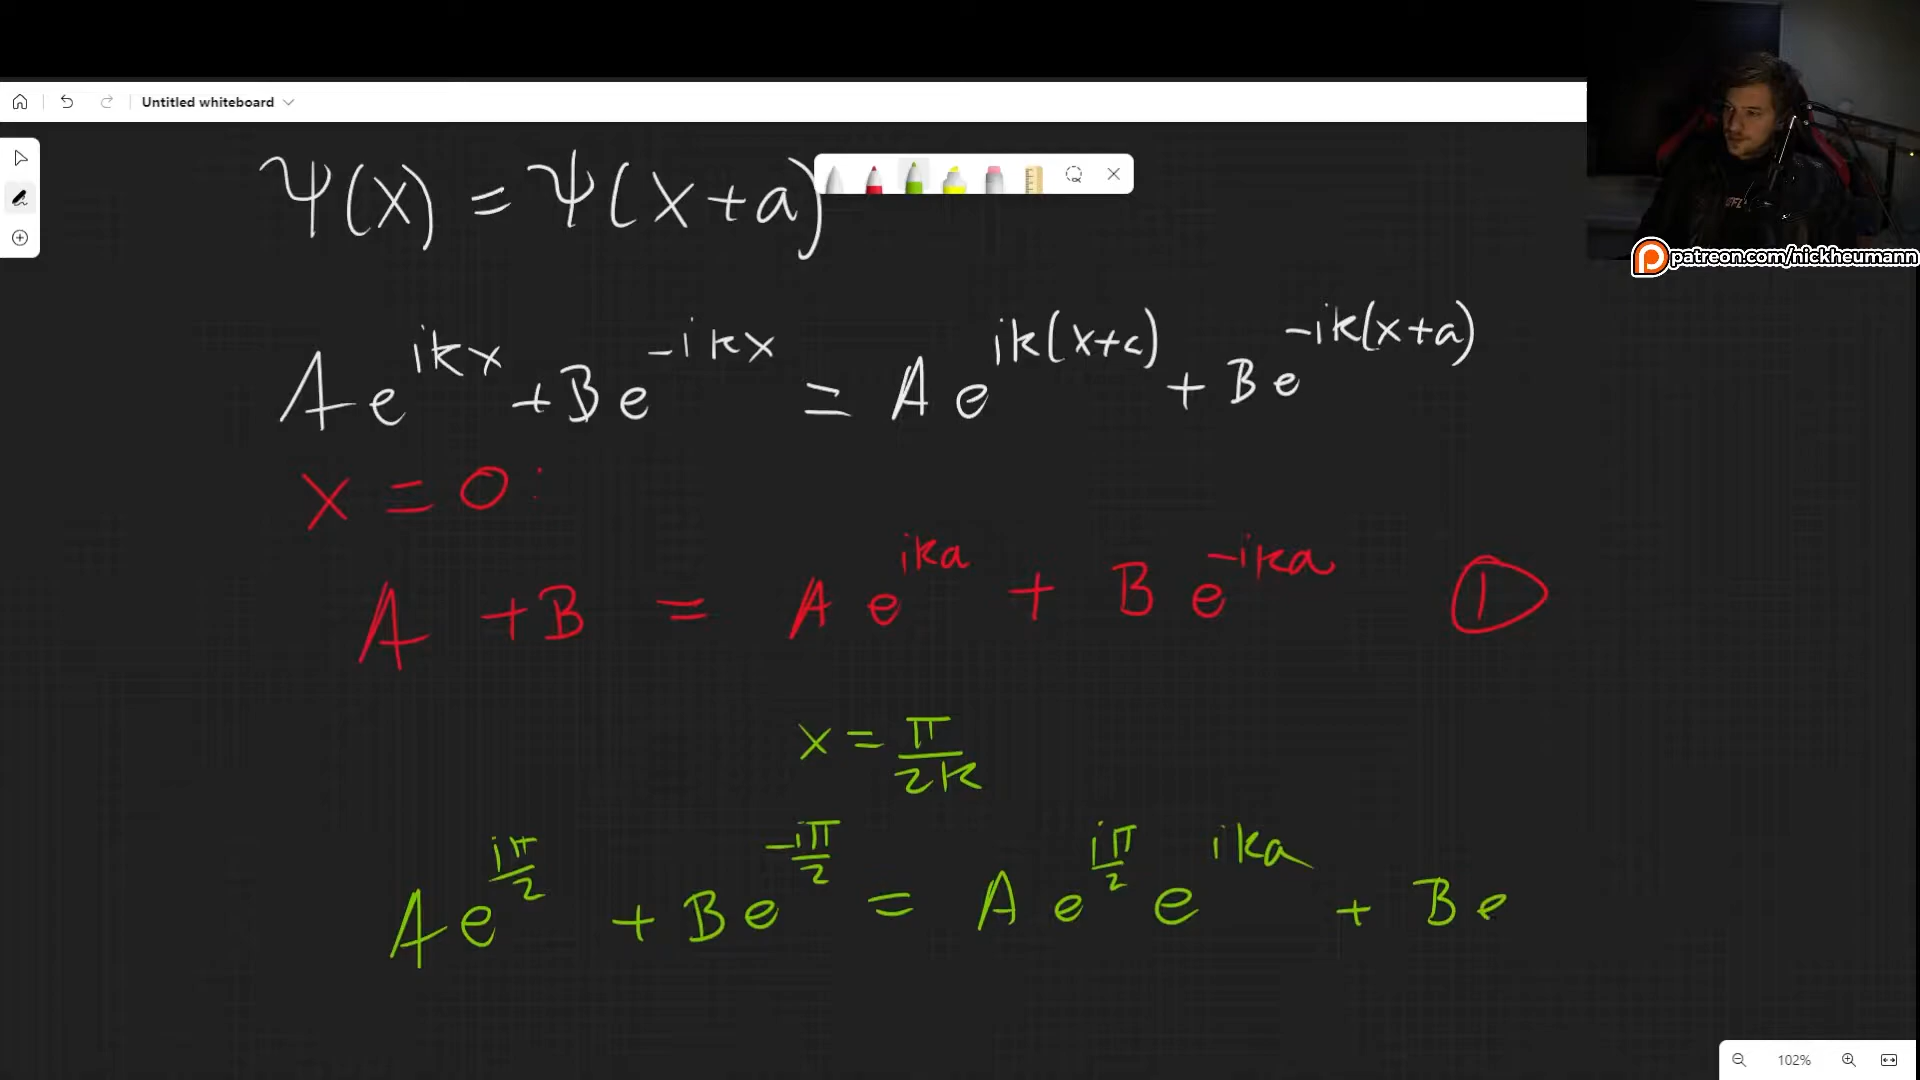 Untitled whiteboard
patreon.com/nickheumann
Ψ(x) = Ψ(x+a)
Ae^{ikx} + Be^{-ikx} = Ae^{ik(x+a)} + Be^{-ik(x+a)}
x = 0:
A + B = Ae^{ika} + Be^{-ika} ①
x = π/2k
Ae^{iπ/2} + Be^{-iπ/2} = Ae^{iπ/2} e^{ika} + Be
102%